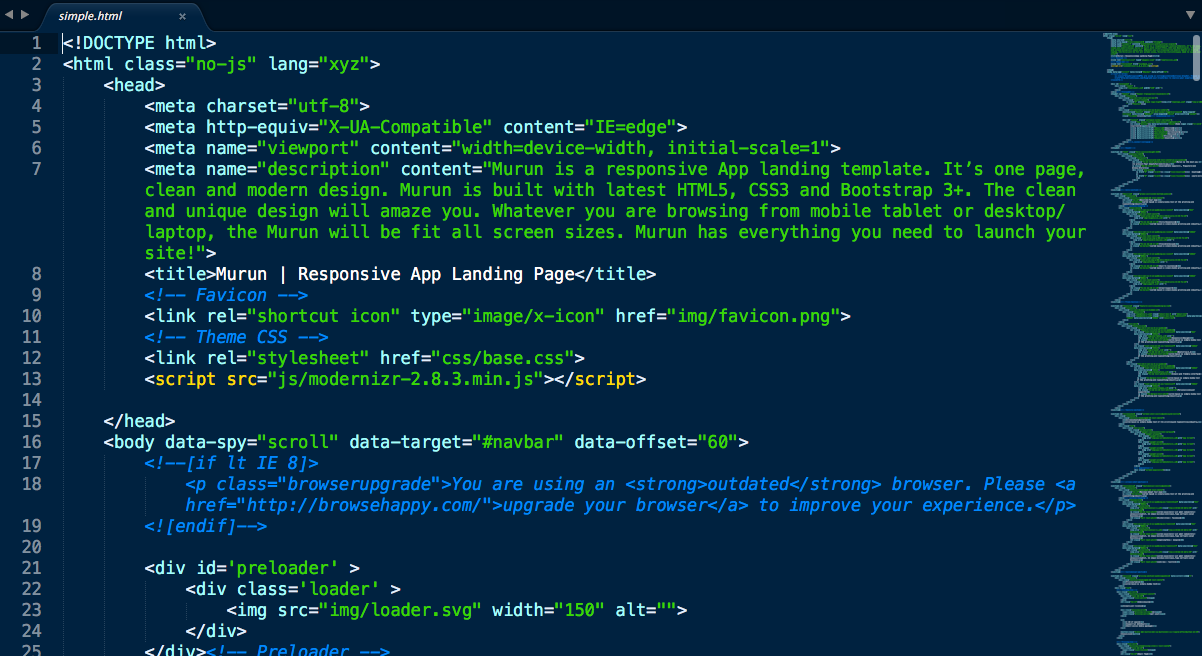 simple.html ×
1 <!DOCTYPE html>
2 <html class="no-js" lang="xyz">
3 <head>
4 <meta charset="utf-8">
5 <meta http-equiv="X-UA-Compatible" content="IE=edge">
6 <meta name="viewport" content="width=device-width, initial-scale=1">
7 <meta name="description" content="Murun is a responsive App landing template. It’s one page,
clean and modern design. Murun is built with latest HTML5, CSS3 and Bootstrap 3+. The clean
and unique design will amaze you. Whatever you are browsing from mobile tablet or desktop/
laptop, the Murun will be fit all screen sizes. Murun has everything you need to launch your
site!">
8 <title>Murun | Responsive App Landing Page</title>
9 <!-- Favicon -->
10 <link rel="shortcut icon" type="image/x-icon" href="img/favicon.png">
11 <!-- Theme CSS -->
12 <link rel="stylesheet" href="css/base.css">
13 <script src="js/modernizr-2.8.3.min.js"></script>
14
15 </head>
16 <body data-spy="scroll" data-target="#navbar" data-offset="60">
17 <!--[if lt IE 8]>
18 <p class="browserupgrade">You are using an <strong>outdated</strong> browser. Please <a
href="http://browsehappy.com/">upgrade your browser</a> to improve your experience.</p>
19 <![endif]-->
20
21 <div id='preloader' >
22 <div class='loader' >
23 <img src="img/loader.svg" width="150" alt="">
24 </div>
25 </div><!-- Preloader -->